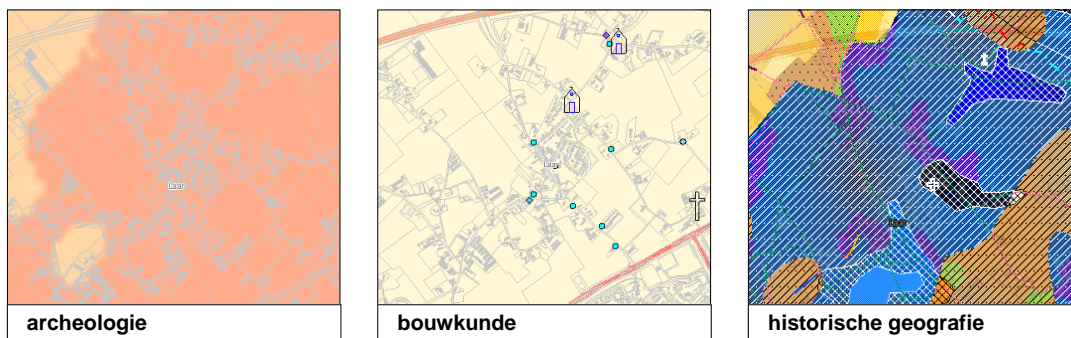 Laar
Laar
Laar
archeologie
bouwkunde
historische geografie